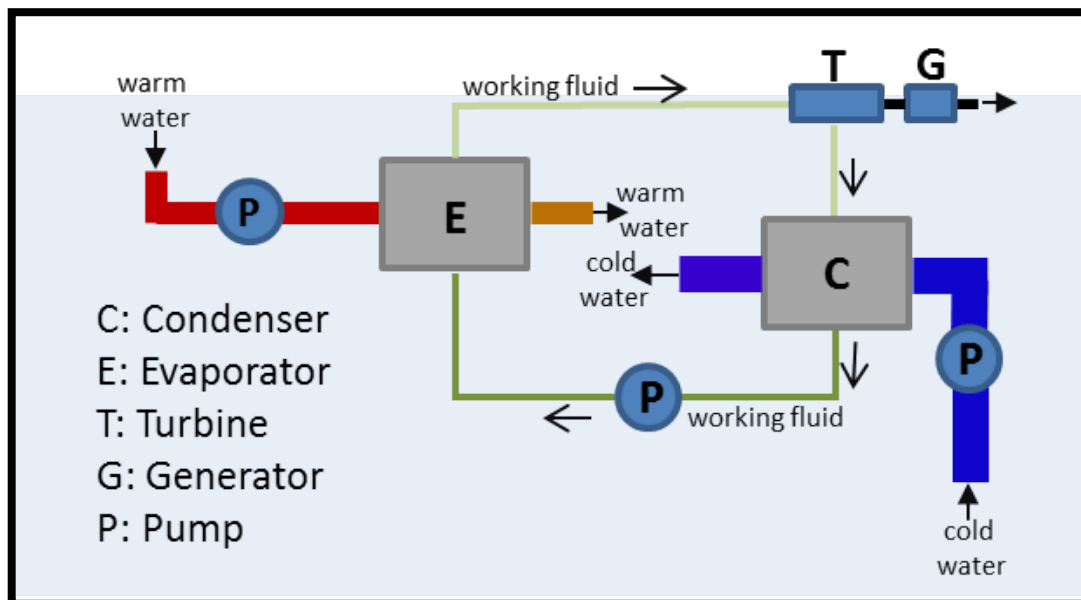 T
G
working fluid
warm
water
P
E
warm
water
cold
water
C
P
P
working fluid
cold
water
C: Condenser
E: Evaporator
T: Turbine
G: Generator
P: Pump